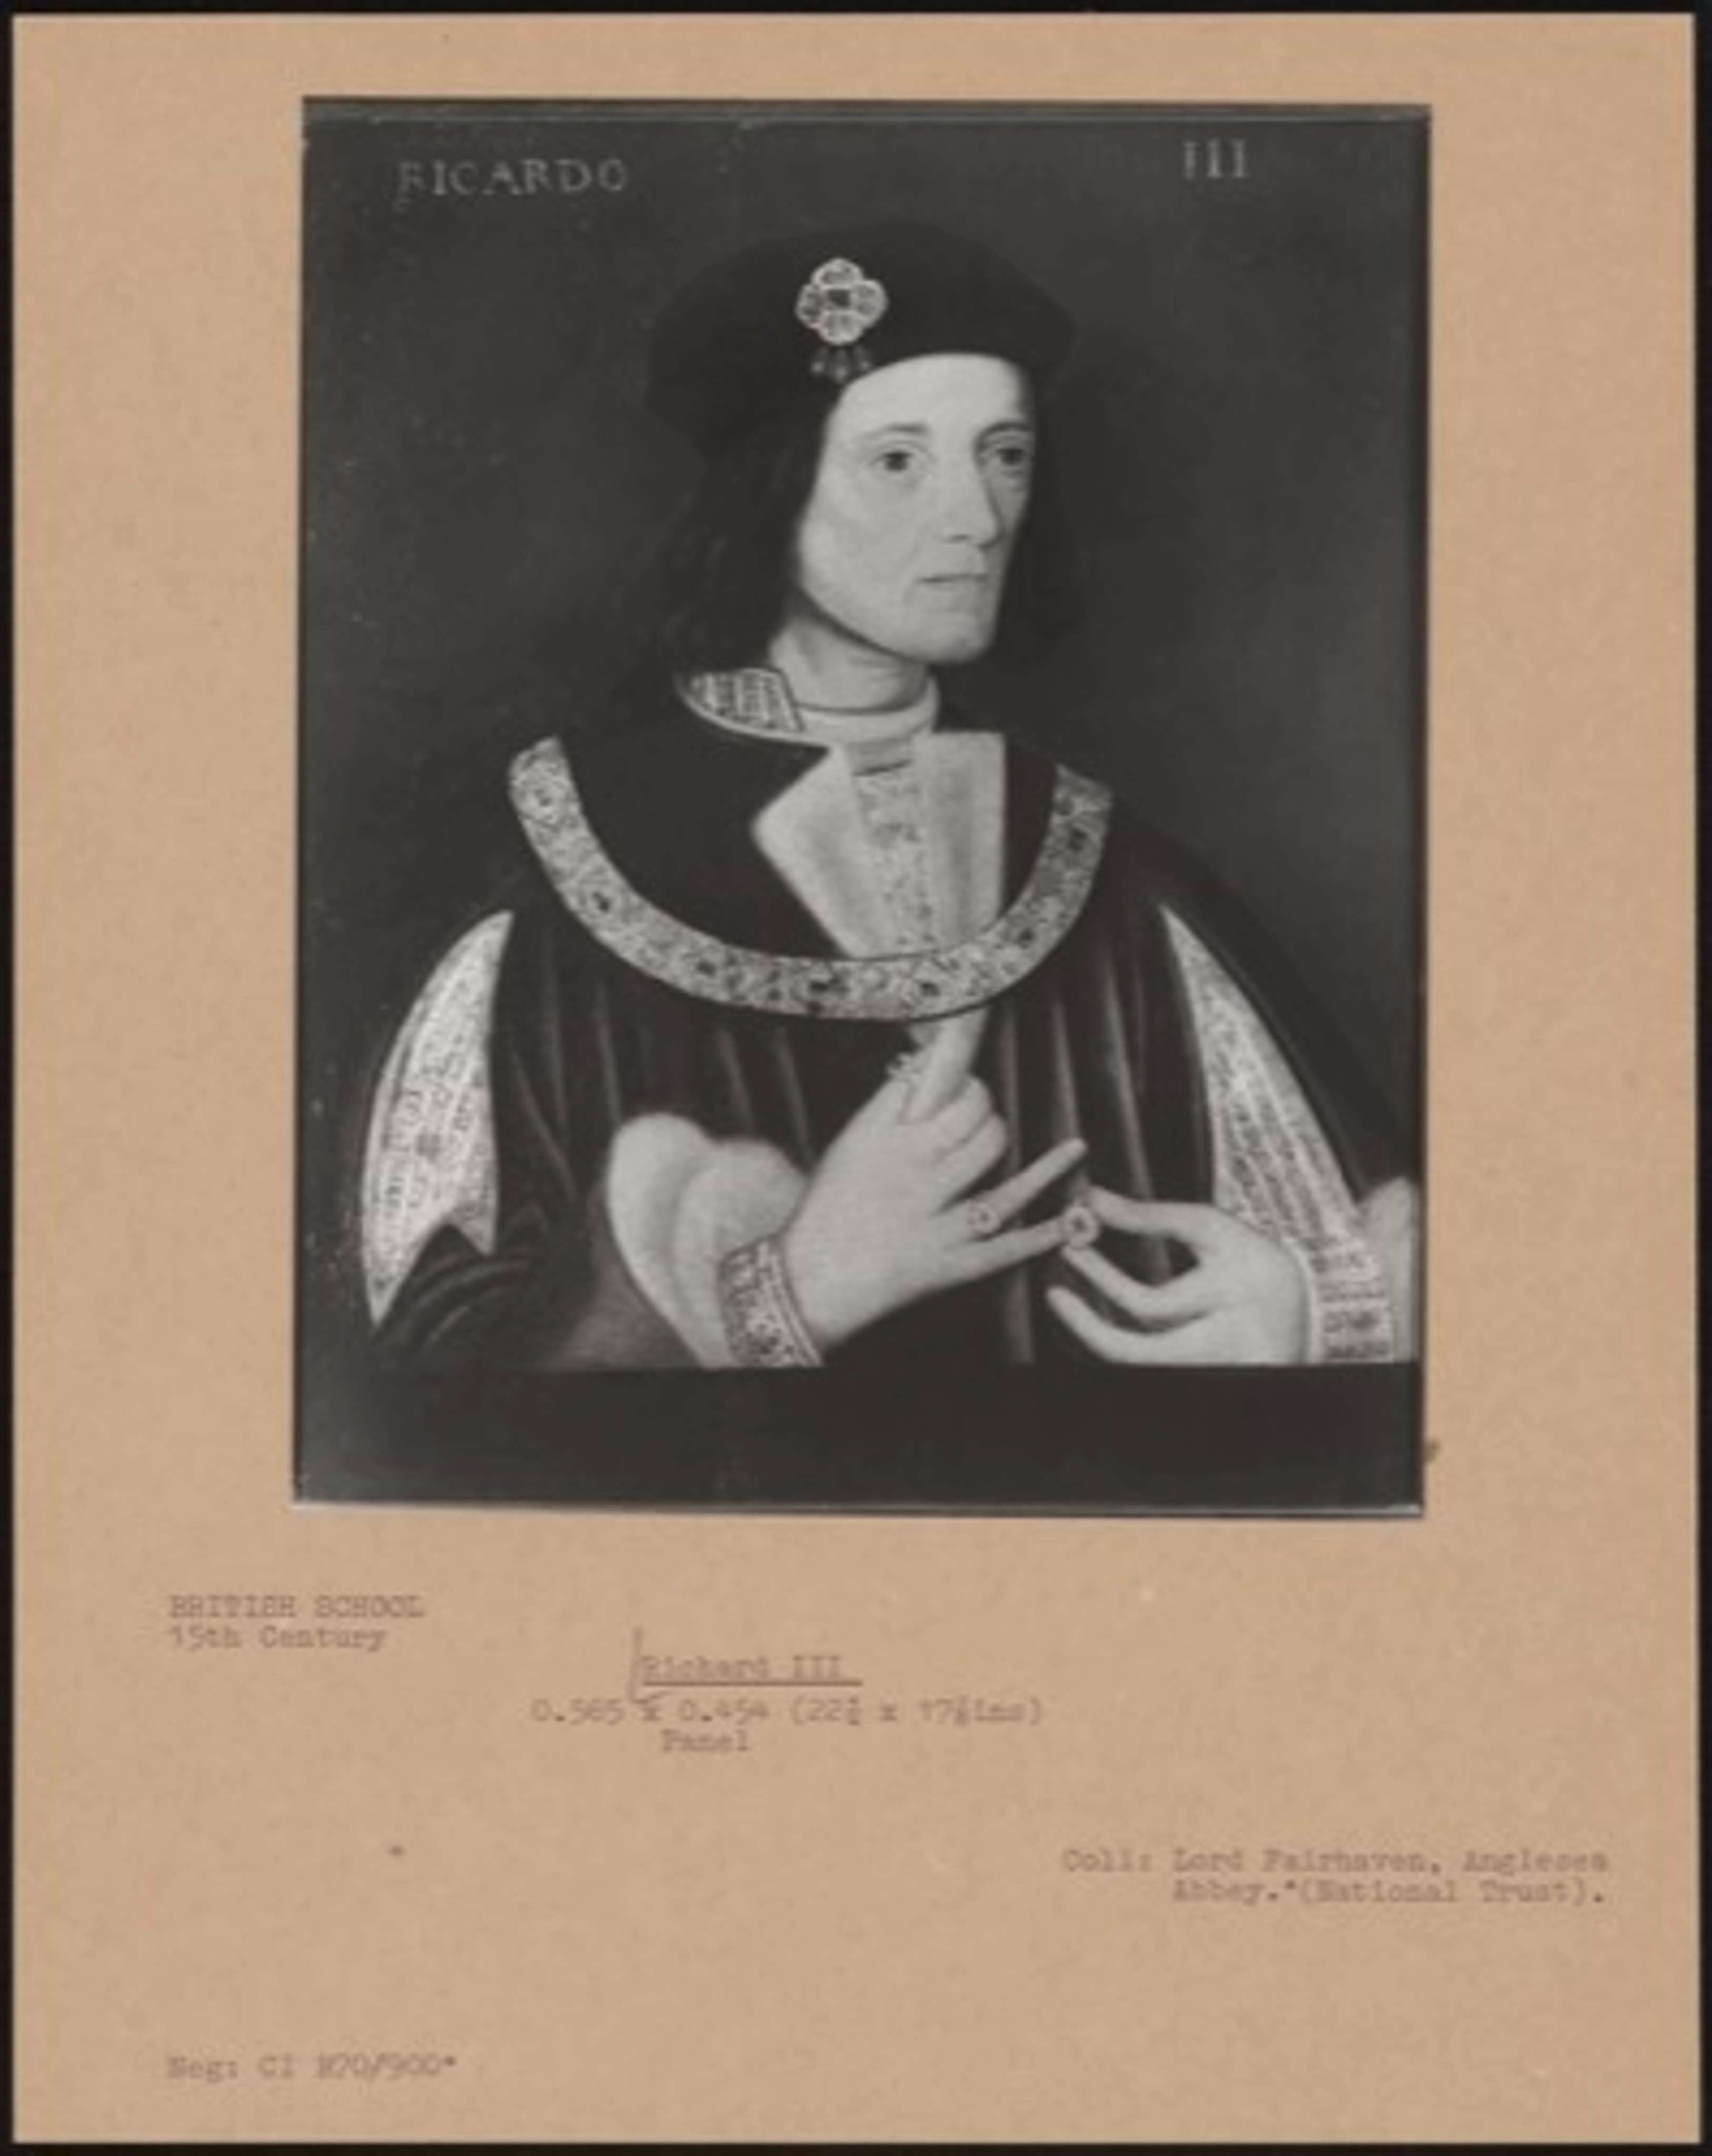 RICARDO III
BRITISH SCHOOL
15th Century
Richard III
0.565 x 0.454 (22¼ x 17⅞ins)
Panel
Coll: Lord Fairhaven, Anglesea
Abbey. (National Trust).
Neg: CI B70/900